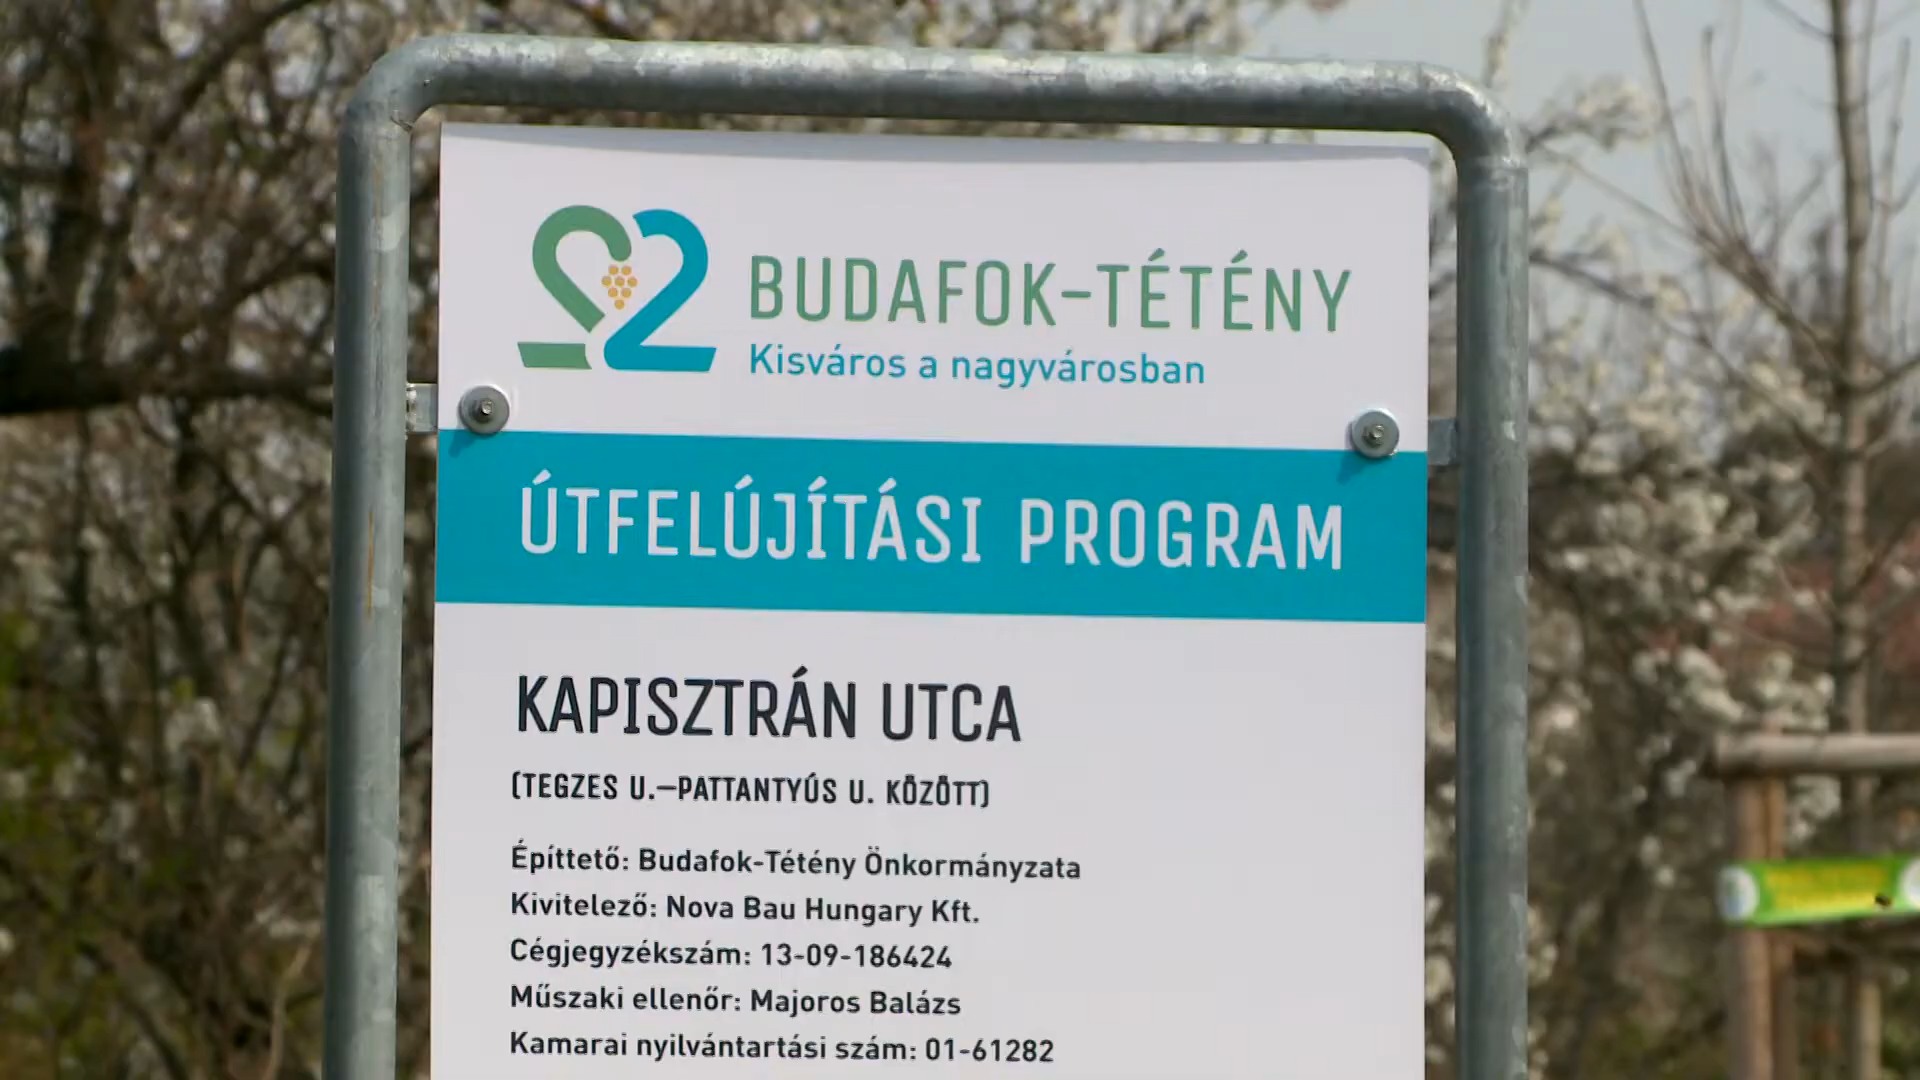 22
BUDAFOK-TÉTÉNY
Kisváros a nagyvárosban
ÚTFELÚJÍTÁSI PROGRAM
KAPISZTRÁN UTCA
(TEGZES U.–PATTANTYÚS U. KÖZÖTT)
Építtető: Budafok-Tétény Önkormányzata
Kivitelező: Nova Bau Hungary Kft.
Cégjegyzékszám: 13-09-186424
Műszaki ellenőr: Majoros Balázs
Kamarai nyilvántartási szám: 01-61282